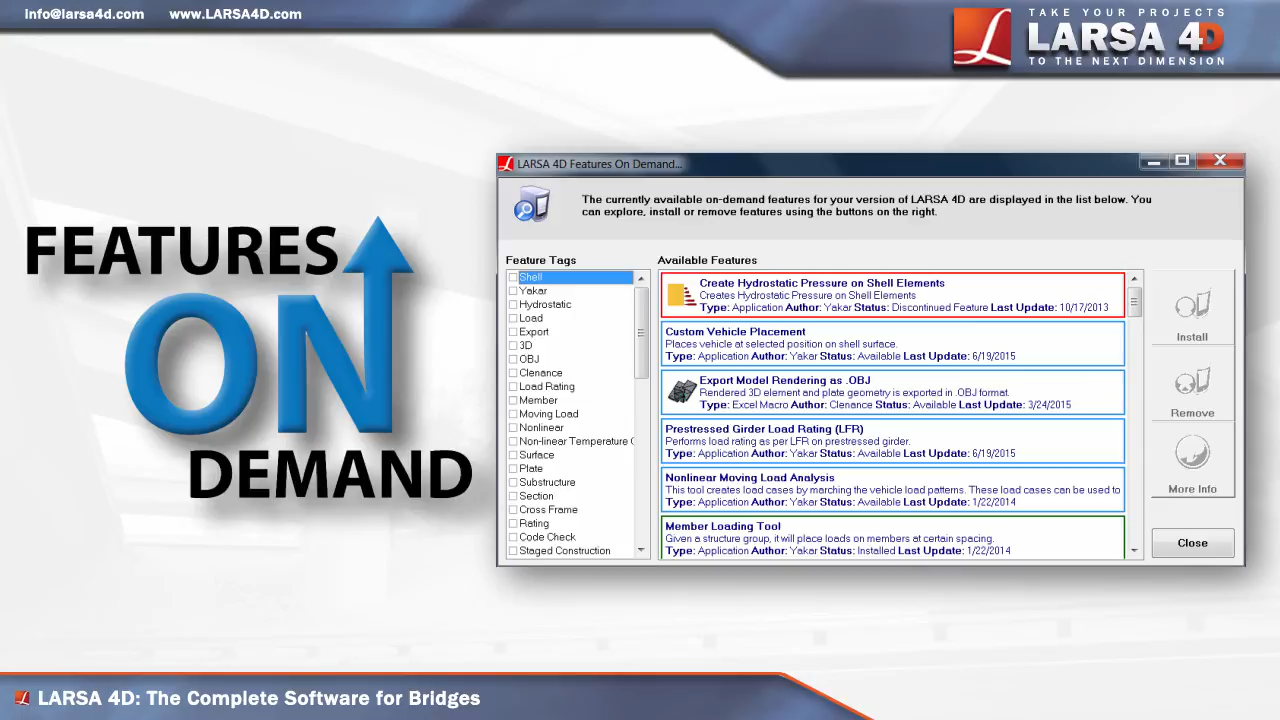 info@larsa4d.com www.LARSA4D.com
TAKE YOUR PROJECTS
LARSA 4D
TO THE NEXT DIMENSION
FEATURES
ON
DEMAND
LARSA 4D Features On Demand...
The currently available on-demand features for your version of LARSA 4D are displayed in the list below. You
can explore, install or remove features using the buttons on the right.
Feature Tags
Shell
Yakar
Hydrostatic
Load
Export
3D
OBJ
Clenance
Load Rating
Member
Moving Load
Nonlinear
Non-linear Temperature
Surface
Plate
Substructure
Section
Cross Frame
Rating
Code Check
Staged Construction
Available Features
Create Hydrostatic Pressure on Shell Elements
Creates Hydrostatic Pressure on Shell Elements
Type: Application Author: Yakar Status: Discontinued Feature Last Update: 10/17/2013
Custom Vehicle Placement
Places vehicle at selected position on shell surface.
Type: Application Author: Yakar Status: Available Last Update: 6/19/2015
Export Model Rendering as .OBJ
Rendered 3D element and plate geometry is exported in .OBJ format.
Type: Excel Macro Author: Clenance Status: Available Last Update: 3/24/2015
Prestressed Girder Load Rating (LFR)
Performs load rating as per LFR on prestressed girder.
Type: Application Author: Yakar Status: Available Last Update: 6/19/2015
Nonlinear Moving Load Analysis
This tool creates load cases by marching the vehicle load patterns. These load cases can be used to
Type: Application Author: Yakar Status: Available Last Update: 1/22/2014
Member Loading Tool
Given a structure group, it will place loads on members at certain spacing.
Type: Application Author: Yakar Status: Installed Last Update: 1/22/2014
Install
Remove
More Info
Close
LARSA 4D: The Complete Software for Bridges